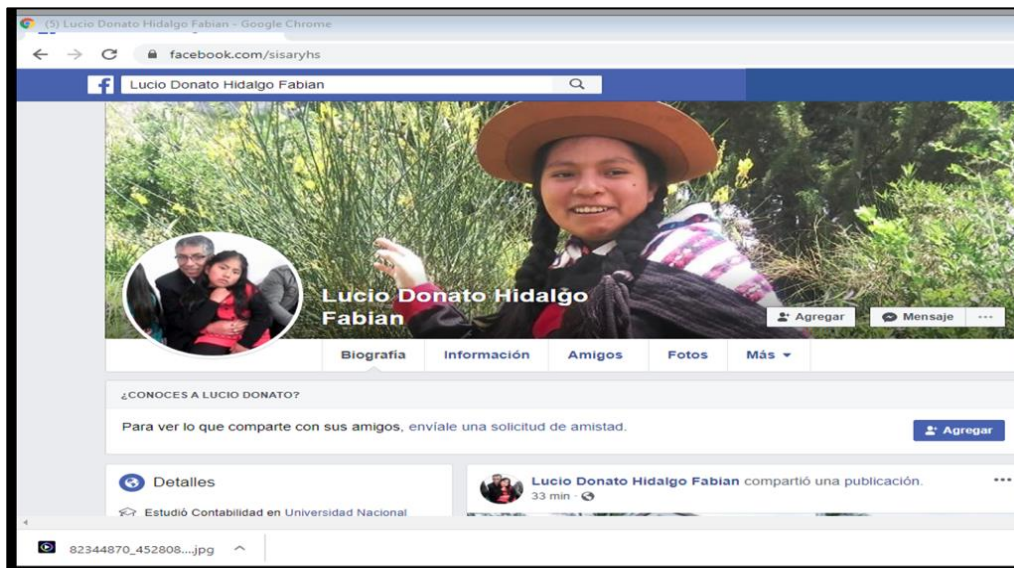 (5) Lucio Donato Hidalgo Fabian - Google Chrome
facebook.com/sisaryhs
f Lucio Donato Hidalgo Fabian
Lucio Donato Hidalgo
Fabian
Agregar Mensaje ...
Biografía Información Amigos Fotos Más
¿CONOCES A LUCIO DONATO?
Para ver lo que comparte con sus amigos, envíale una solicitud de amistad.
Agregar
Detalles
Lucio Donato Hidalgo Fabian compartió una publicación. ...
33 min ·
Estudió Contabilidad en Universidad Nacional
82344870_452808....jpg